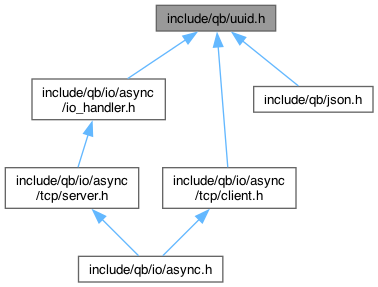 include/qb/uuid.h
include/qb/io/async
/io_handler.h
include/qb/json.h
include/qb/io/async
/tcp/server.h
include/qb/io/async
/tcp/client.h
include/qb/io/async.h